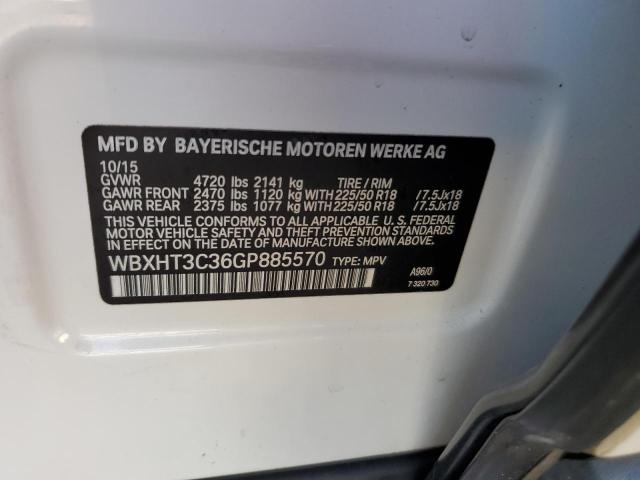 MFD BY BAYERISCHE MOTOREN WERKE AG
10/15
GVWR 4720 lbs 2141 kg TIRE / RIM
GAWR FRONT 2470 lbs 1120 kg WITH 225/50 R18 /7.5Jx18
GAWR REAR 2375 lbs 1077 kg WITH 225/50 R18 /7.5Jx18
THIS VEHICLE CONFORMS TO ALL APPLICABLE U. S. FEDERAL
MOTOR VEHICLE SAFETY, BUMPER, AND THEFT PREVENTION
STANDARDS IN EFFECT ON THE DATE OF MANUFACTURE SHOWN ABOVE.
WBXHT3C36GP885570 TYPE: MPV
A96/0
7 320 730